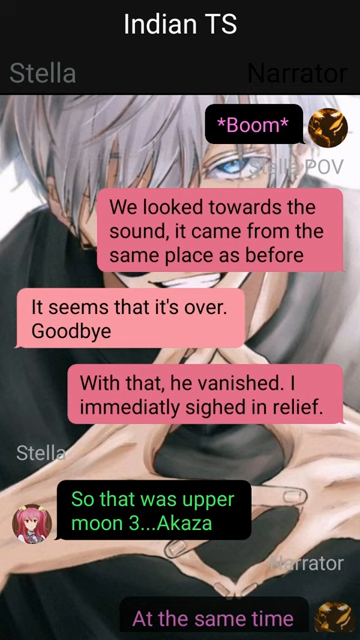 Indian TS
Stella Narrator
*Boom*
Stella POV
We looked towards the
sound, it came from the
same place as before
It seems that it's over.
Goodbye
With that, he vanished. I
immediatly sighed in relief.
Stella
So that was upper
moon 3...Akaza
Narrator
At the same time